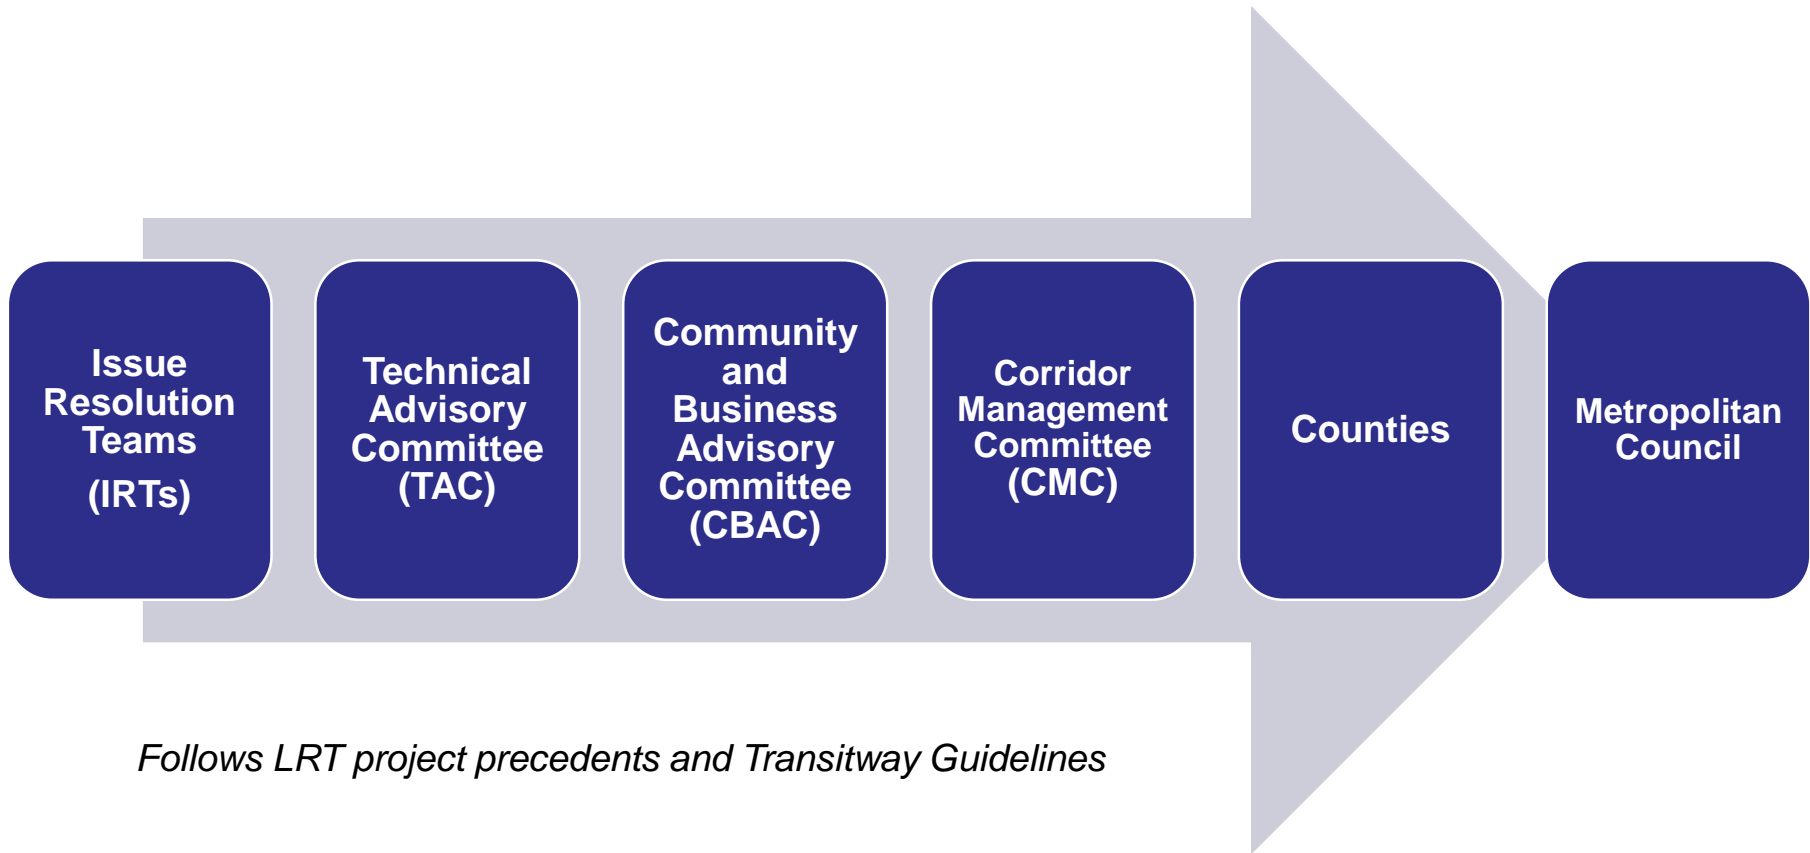 Issue
Resolution
Teams
(IRTs)
Technical
Advisory
Committee
(TAC)
Community
and
Business
Advisory
Committee
(CBAC)
Corridor
Management
Committee
(CMC)
Counties
Metropolitan
Council
Follows LRT project precedents and Transitway Guidelines